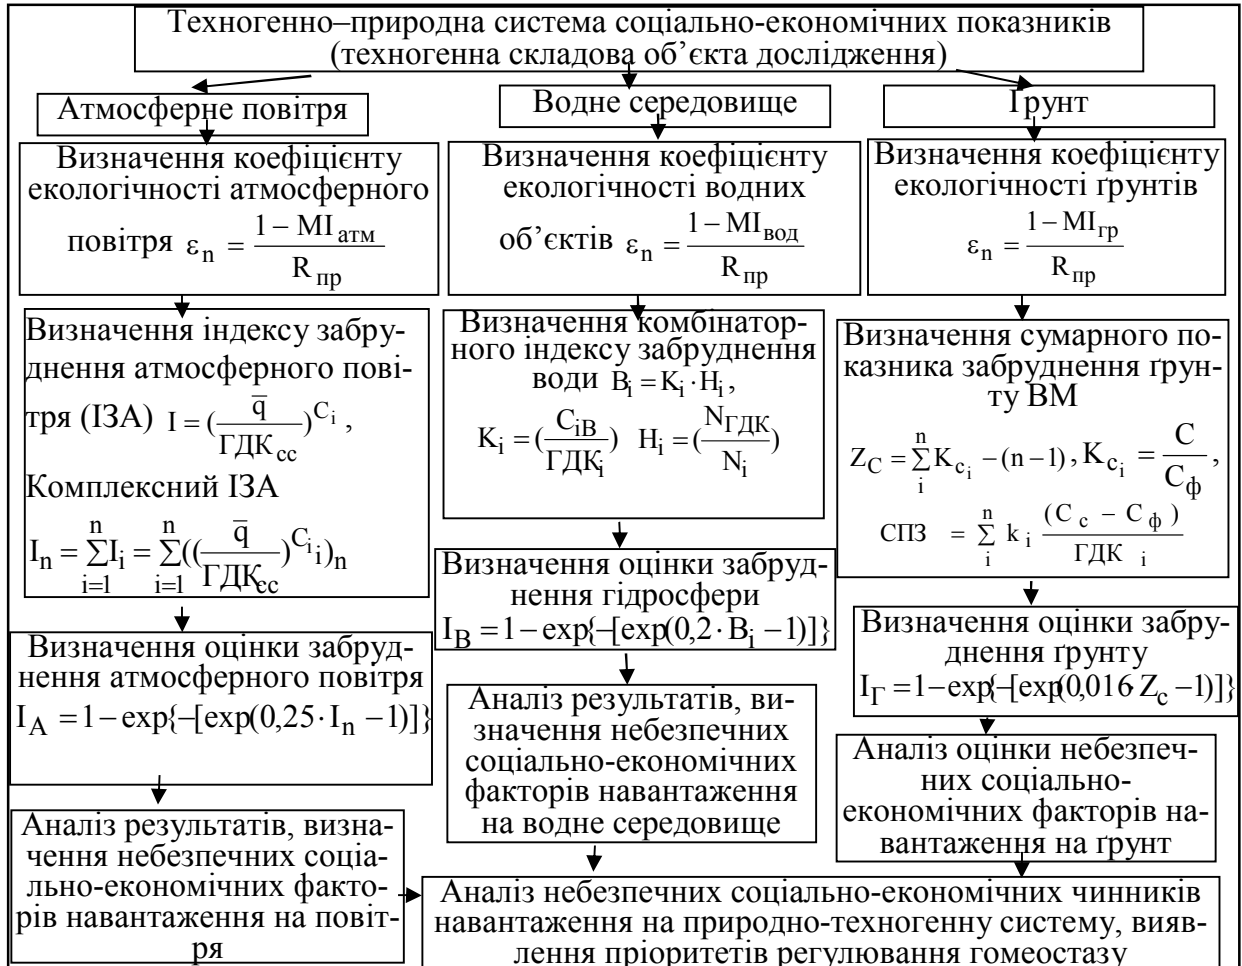 Техногенно–природна система соціально-економічних показників
(техногенна складова об’єкта дослідження)
Атмосферне повітря
Визначення коефіцієнту
екологічності атмосферного
повітря ε_n = (1 − MI_атм) / R_пр
Визначення індексу забру-
днення атмосферного пові-
тря (ІЗА) I = (q̅ / ГДК_сс)^C_i ,
Комплексний ІЗА
I_n = ∑_{i=1}^{n} I_i = ∑_{i=1}^{n} ((q̅ / ГДК_сс)^C_i i)_n
Визначення оцінки забруд-
нення атмосферного повітря
I_A = 1 − exp{−[exp(0,25 · I_n − 1)]}
Аналіз результатів, визна-
чення небезпечних соціа-
льно-економічних факто-
рів навантаження на повіт-
ря
Водне середовище
Визначення коефіцієнту
екологічності водних
об’єктів ε_n = (1 − MI_вод) / R_пр
Визначення комбінатор-
ного індексу забруднення
води B_i = K_i · H_i ,
K_i = (C_iB / ГДК_i) H_i = (N_ГДК / N_i)
Визначення оцінки забруд-
нення гідросфери
I_B = 1 − exp{−[exp(0,2 · B_i − 1)]}
Аналіз результатів, ви-
значення небезпечних
соціально-економічних
факторів навантаження
на водне середовище
Ґрунт
Визначення коефіцієнту
екологічності ґрунтів
ε_n = (1 − MI_гр) / R_пр
Визначення сумарного по-
казника забруднення ґрун-
ту ВМ
Z_C = ∑_{i}^{n} K_{c_i} − (n − 1) , K_{c_i} = C / C_ф ,
СПЗ = ∑_{i}^{n} k_i (C_c − C_ф) / ГДК_i
Визначення оцінки забру-
днення ґрунту
I_Г = 1 − exp{−[exp(0,016 · Z_c − 1)]}
Аналіз оцінки небезпеч-
них соціально-
економічних факторів на-
вантаження на ґрунт
Аналіз небезпечних соціально-економічних чинників
навантаження на природно-техногенну систему, вияв-
лення пріоритетів регулювання гомеостазу